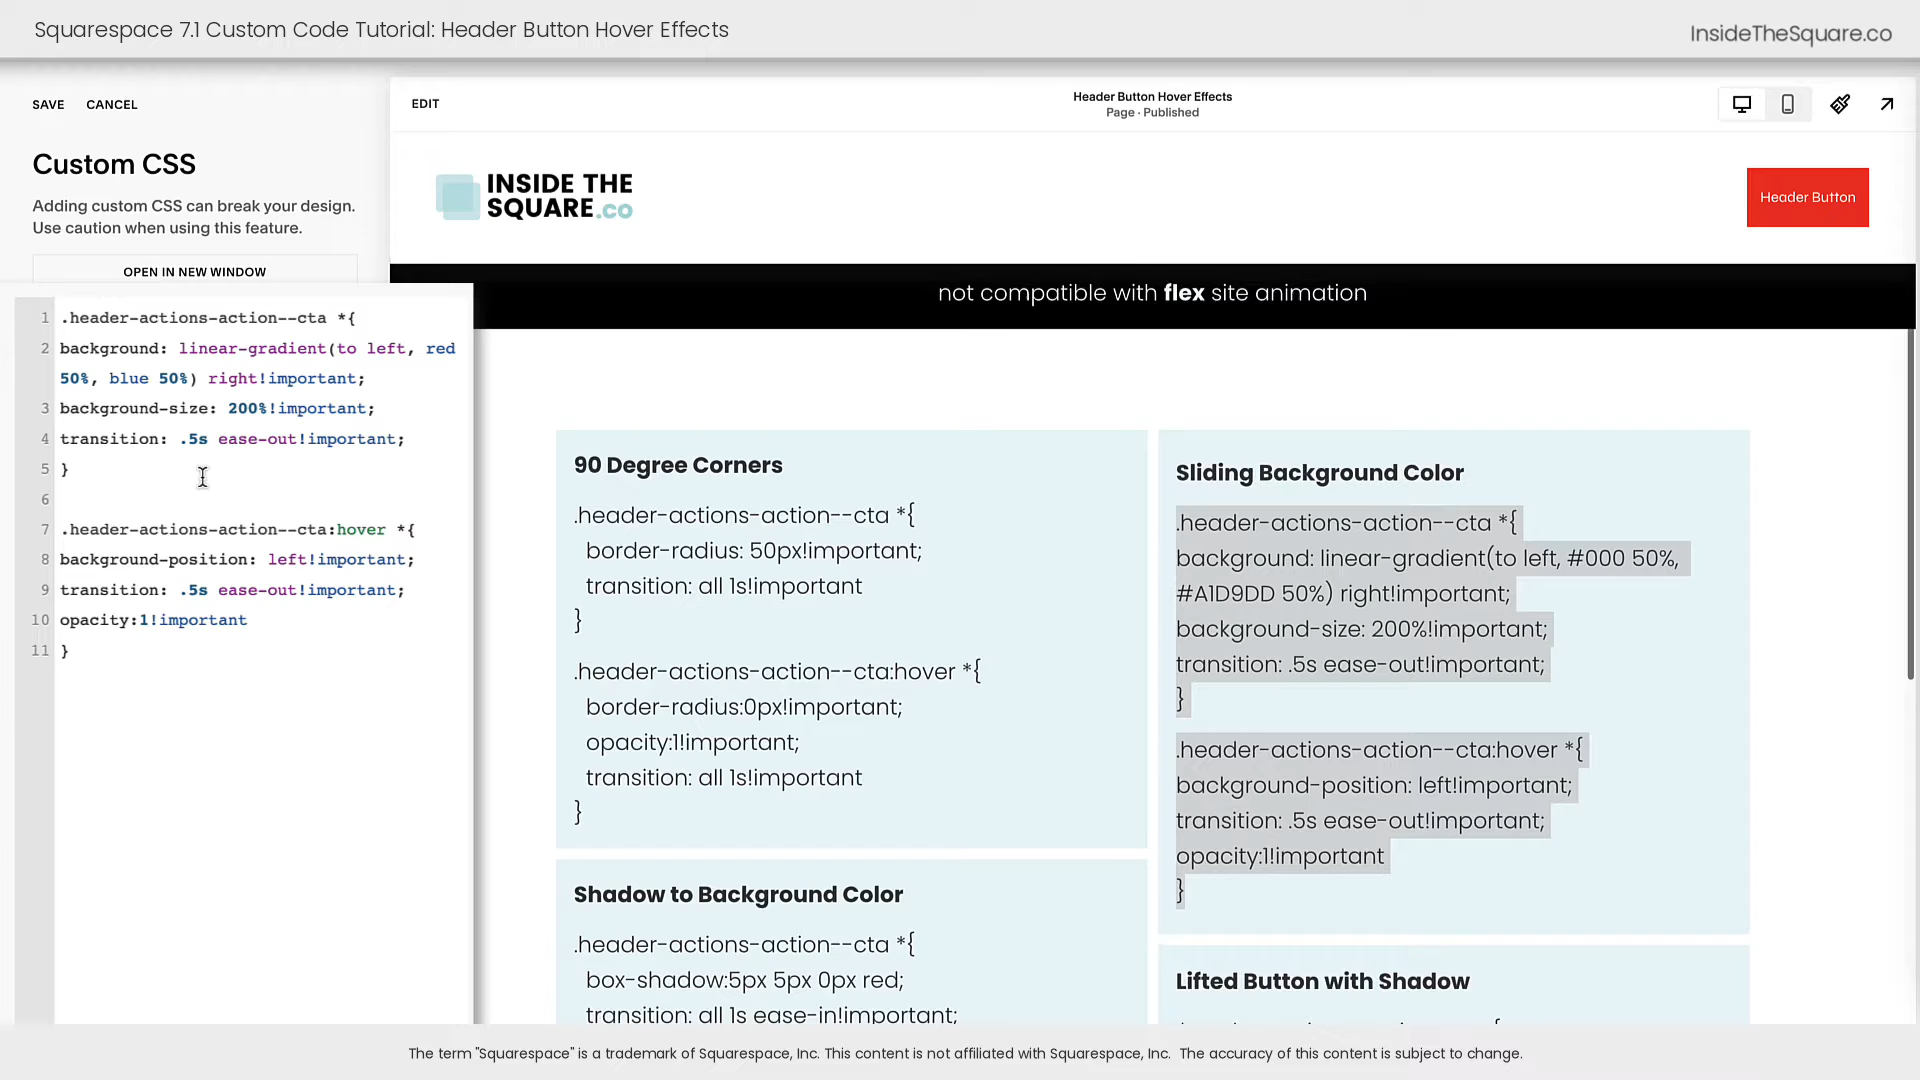 Squarespace 7.1 Custom Code Tutorial: Header Button Hover Effects
InsideTheSquare.co
SAVE CANCEL
Custom CSS
Adding custom CSS can break your design.
Use caution when using this feature.
OPEN IN NEW WINDOW
1 .header-actions-action--cta *{
2 background: linear-gradient(to left, red
50%, blue 50%) right!important;
3 background-size: 200%!important;
4 transition: .5s ease-out!important;
5 }
6
7 .header-actions-action--cta:hover *{
8 background-position: left!important;
9 transition: .5s ease-out!important;
10 opacity:1!important
11 }
EDIT
Header Button Hover Effects
Page · Published
INSIDE THE
SQUARE.co
Header Button
not compatible with flex site animation
90 Degree Corners
.header-actions-action--cta *{
border-radius: 50px!important;
transition: all 1s!important
}
.header-actions-action--cta:hover *{
border-radius:0px!important;
opacity:1!important;
transition: all 1s!important
}
Shadow to Background Color
.header-actions-action--cta *{
box-shadow:5px 5px 0px red;
transition: all 1s ease-in!important;
Sliding Background Color
.header-actions-action--cta *{
background: linear-gradient(to left, #000 50%,
#A1D9DD 50%) right!important;
background-size: 200%!important;
transition: .5s ease-out!important;
}
.header-actions-action--cta:hover *{
background-position: left!important;
transition: .5s ease-out!important;
opacity:1!important
}
Lifted Button with Shadow
The term "Squarespace" is a trademark of Squarespace, Inc. This content is not affiliated with Squarespace, Inc. The accuracy of this content is subject to change.